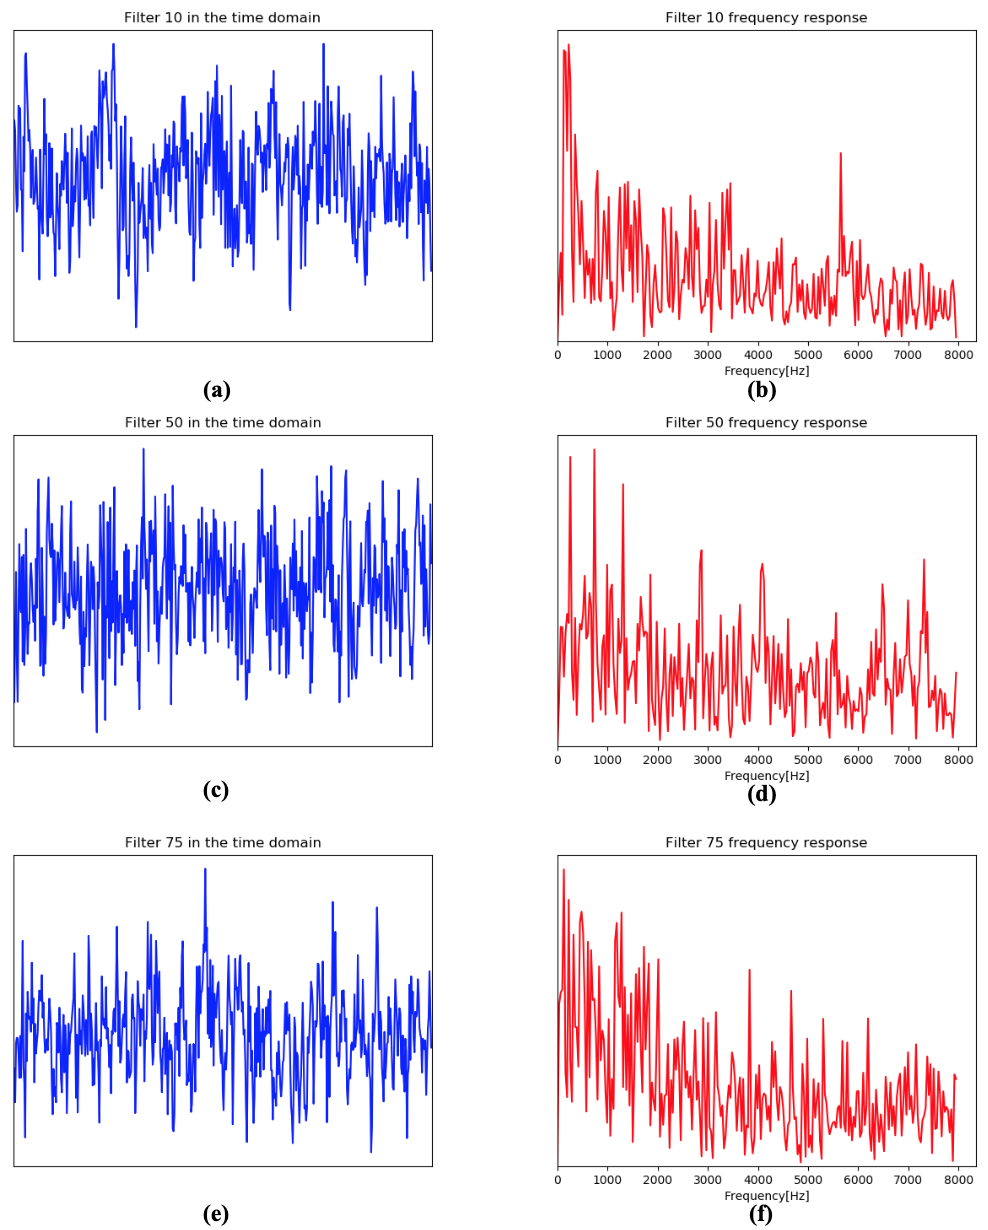 Filter 10 in the time domain
Filter 10 frequency response
0 1000 2000 3000 4000 5000 6000 7000 8000
Frequency[Hz]
(a)
(b)
Filter 50 in the time domain
Filter 50 frequency response
0 1000 2000 3000 4000 5000 6000 7000 8000
Frequency[Hz]
(c)
(d)
Filter 75 in the time domain
Filter 75 frequency response
0 1000 2000 3000 4000 5000 6000 7000 8000
Frequency[Hz]
(e)
(f)